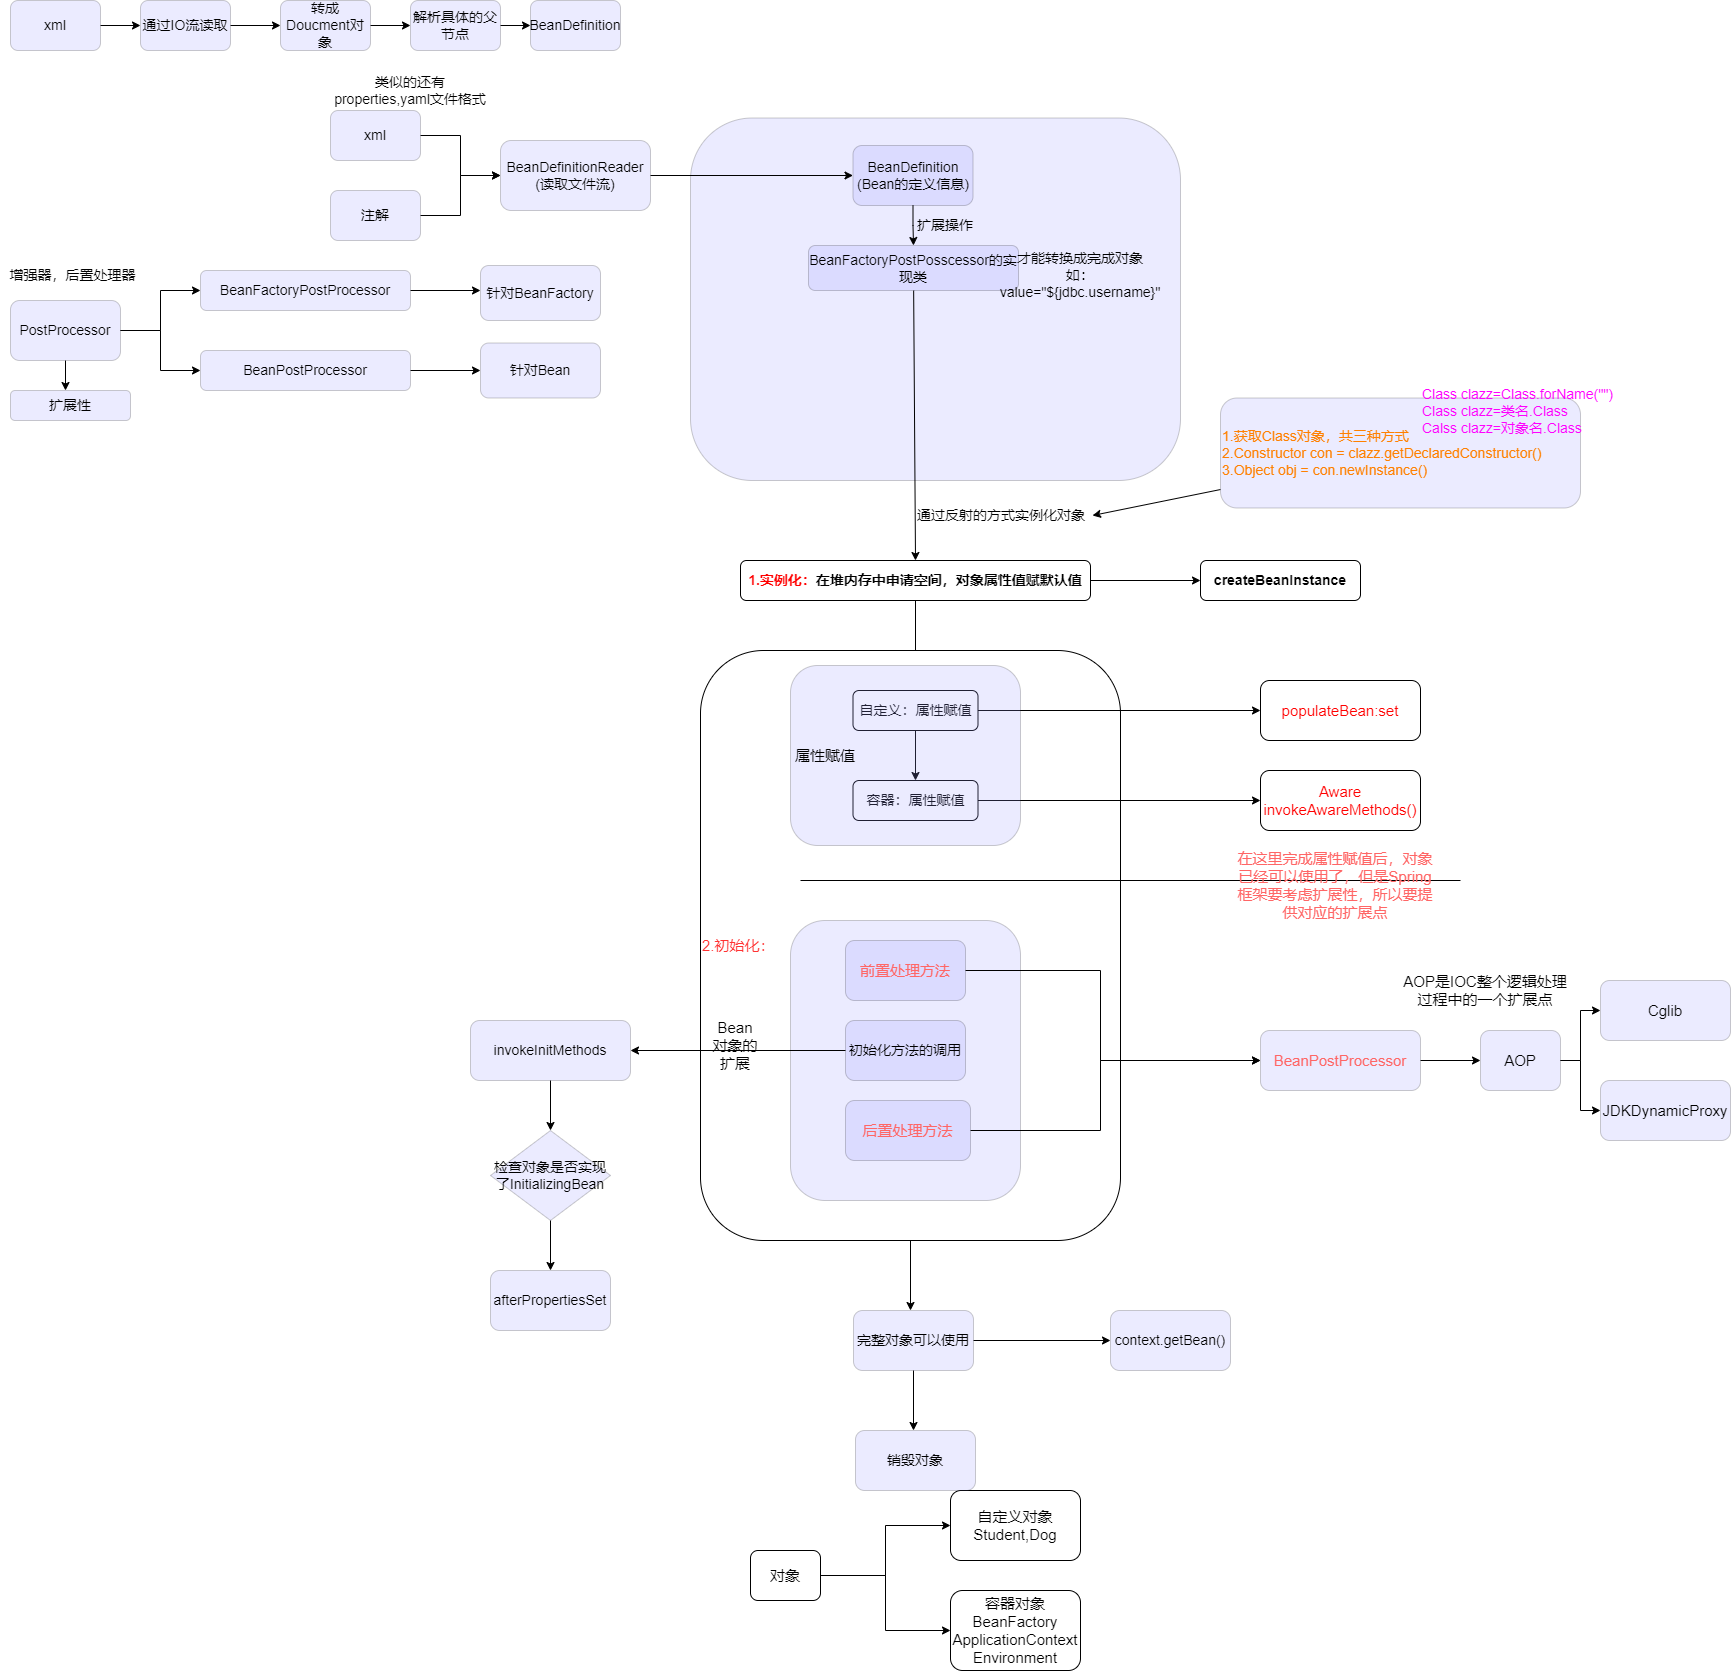 xml
通过IO流读取
转成
Doucment对
象
解析具体的父
节点
BeanDefinition
类似的还有
properties,yaml文件格式
xml
注解
BeanDefinitionReader
(读取文件流)
BeanDefinition
(Bean的定义信息)
扩展操作
BeanFactoryPostPosscessor的实
现类
才能转换成完成对象
如：
value="${jdbc.username}"
增强器，后置处理器
PostProcessor
扩展性
BeanFactoryPostProcessor
针对BeanFactory
BeanPostProcessor
针对Bean
Class clazz=Class.forName("")
Class clazz=类名.Class
Calss clazz=对象名.Class
1.获取Class对象，共三种方式
2.Constructor con = clazz.getDeclaredConstructor()
3.Object obj = con.newInstance()
通过反射的方式实例化对象
1.实例化：在堆内存中申请空间，对象属性值赋默认值
createBeanInstance
自定义：属性赋值
populateBean:set
属性赋值
容器：属性赋值
Aware
invokeAwareMethods()
在这里完成属性赋值后，对象
已经可以使用了，但是Spring
框架要考虑扩展性，所以要提
供对应的扩展点
2.初始化：
前置处理方法
Bean
对象的
扩展
初始化方法的调用
后置处理方法
invokeInitMethods
检查对象是否实现
了InitializingBean
afterPropertiesSet
BeanPostProcessor
AOP是IOC整个逻辑处理
过程中的一个扩展点
AOP
Cglib
JDKDynamicProxy
完整对象可以使用
context.getBean()
销毁对象
对象
自定义对象
Student,Dog
容器对象
BeanFactory
ApplicationContext
Environment